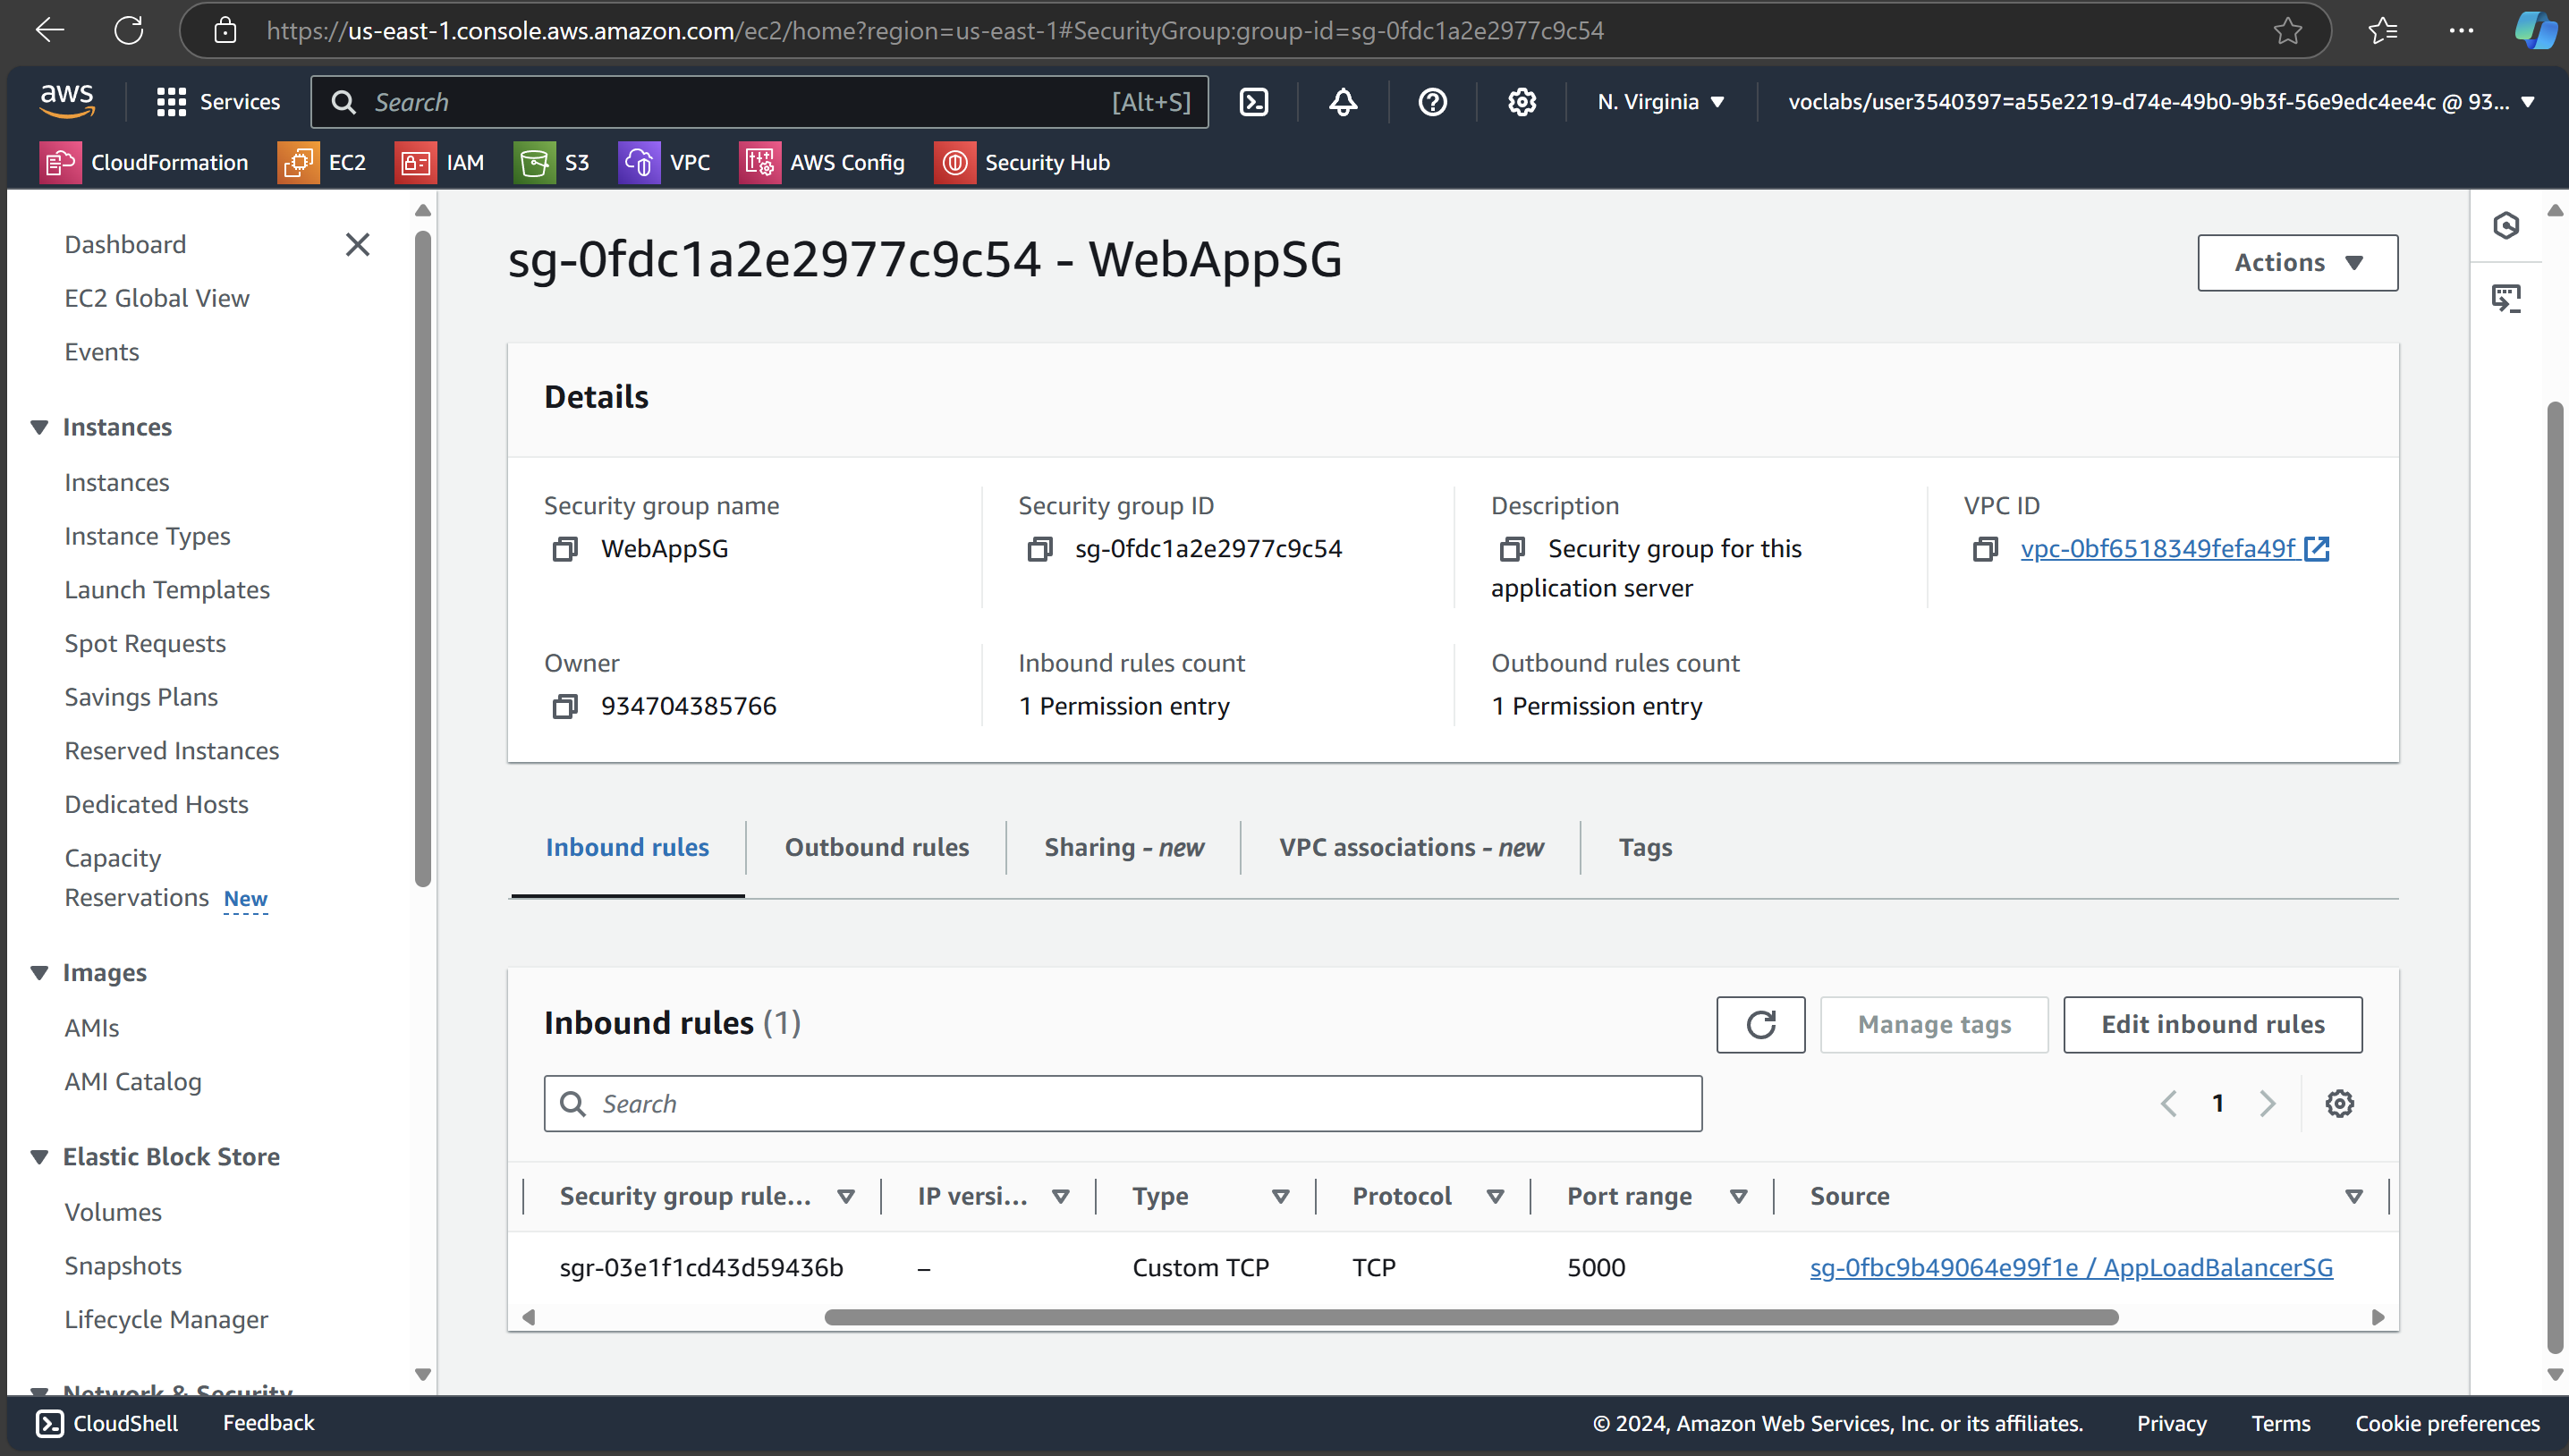 https://us-east-1.console.aws.amazon.com/ec2/home?region=us-east-1#SecurityGroup:group-id=sg-0fdc1a2e2977c9c54
aws Services Search [Alt+S] N. Virginia voclabs/user3540397=a55e2219-d74e-49b0-9b3f-56e9edc4ee4c @ 93...
CloudFormation EC2 IAM S3 VPC AWS Config Security Hub
Dashboard
EC2 Global View
Events
Instances
Instances
Instance Types
Launch Templates
Spot Requests
Savings Plans
Reserved Instances
Dedicated Hosts
Capacity
Reservations New
Images
AMIs
AMI Catalog
Elastic Block Store
Volumes
Snapshots
Lifecycle Manager
Network & Security
sg-0fdc1a2e2977c9c54 - WebAppSG
Actions
Details
Security group name
WebAppSG
Security group ID
sg-0fdc1a2e2977c9c54
Description
Security group for this
application server
VPC ID
vpc-0bf6518349fefa49f
Owner
934704385766
Inbound rules count
1 Permission entry
Outbound rules count
1 Permission entry
Inbound rules Outbound rules Sharing - new VPC associations - new Tags
Inbound rules (1)
Manage tags Edit inbound rules
Search
1
Security group rule... IP versi... Type Protocol Port range Source
sgr-03e1f1cd43d59436b – Custom TCP TCP 5000 sg-0fbc9b49064e99f1e / AppLoadBalancerSG
CloudShell Feedback © 2024, Amazon Web Services, Inc. or its affiliates. Privacy Terms Cookie preferences